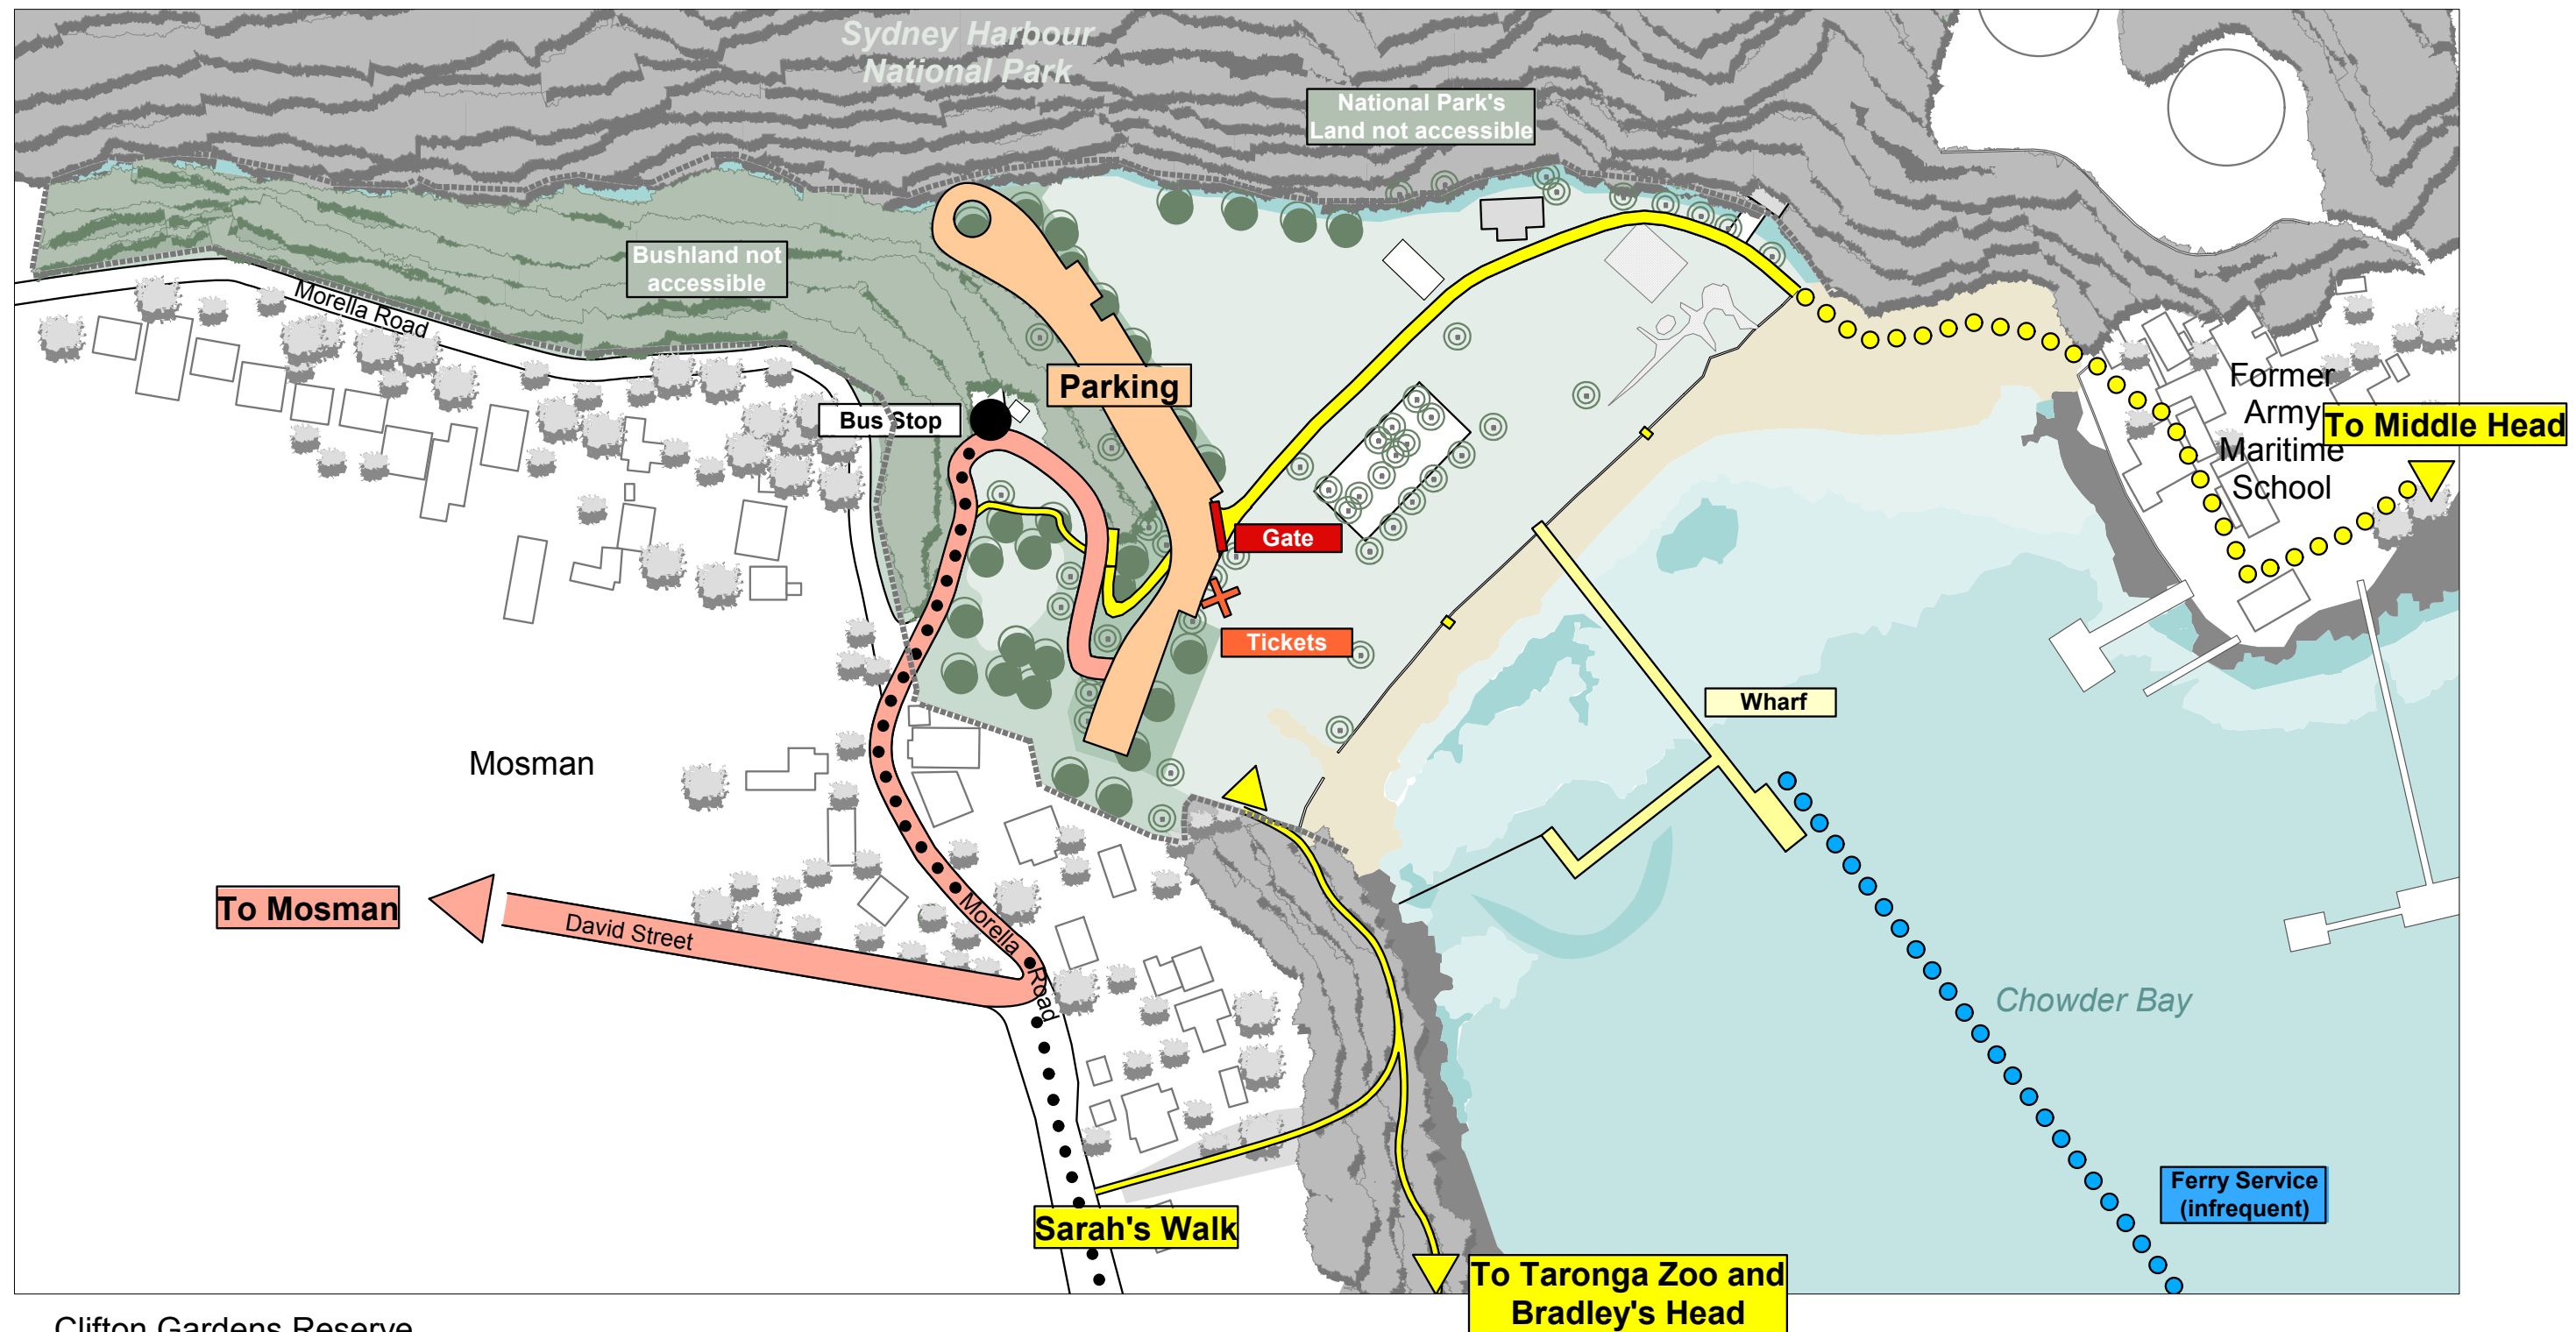 Sydney Harbour
National Park
National Park's
Land not accessible
Bushland not
accessible
Morella Road
Parking
Bus Stop
Former
Army
Maritime
School
To Middle Head
Gate
Tickets
Wharf
Mosman
To Mosman
David Street
Morella Road
Chowder Bay
Ferry Service
(infrequent)
Sarah's Walk
To Taronga Zoo and
Bradley's Head
Clifton Gardens Reserve